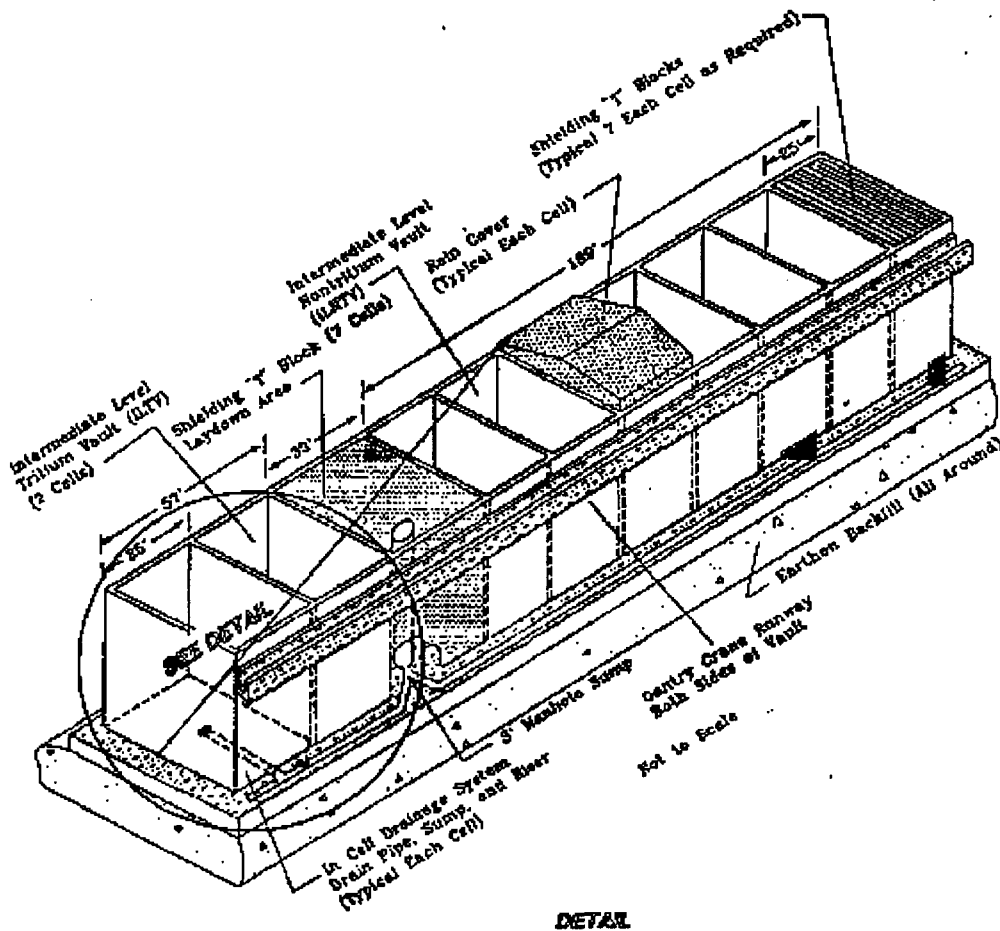 Shielding "T" Blocks
(Typical 7 Each Cell as Required)
25'
Rain Cover
(Typical Each Cell)
189'
Intermediate Level
Nontritium Vault
(ILNTV)
(7 Cells)
Shielding "T" Block
Laydown Area
33'
Intermediate Level
Tritium Vault (ILTV)
(2 Cells)
57'
SEE DETAIL
Earthen Backfill (All Around)
Gantry Crane Runway
Both Sides of Vault
3' Manhole Sump
Not to Scale
In Cell Drainage System
Drain Pipe, Sump, and Riser
(Typical Each Cell)
DETAIL